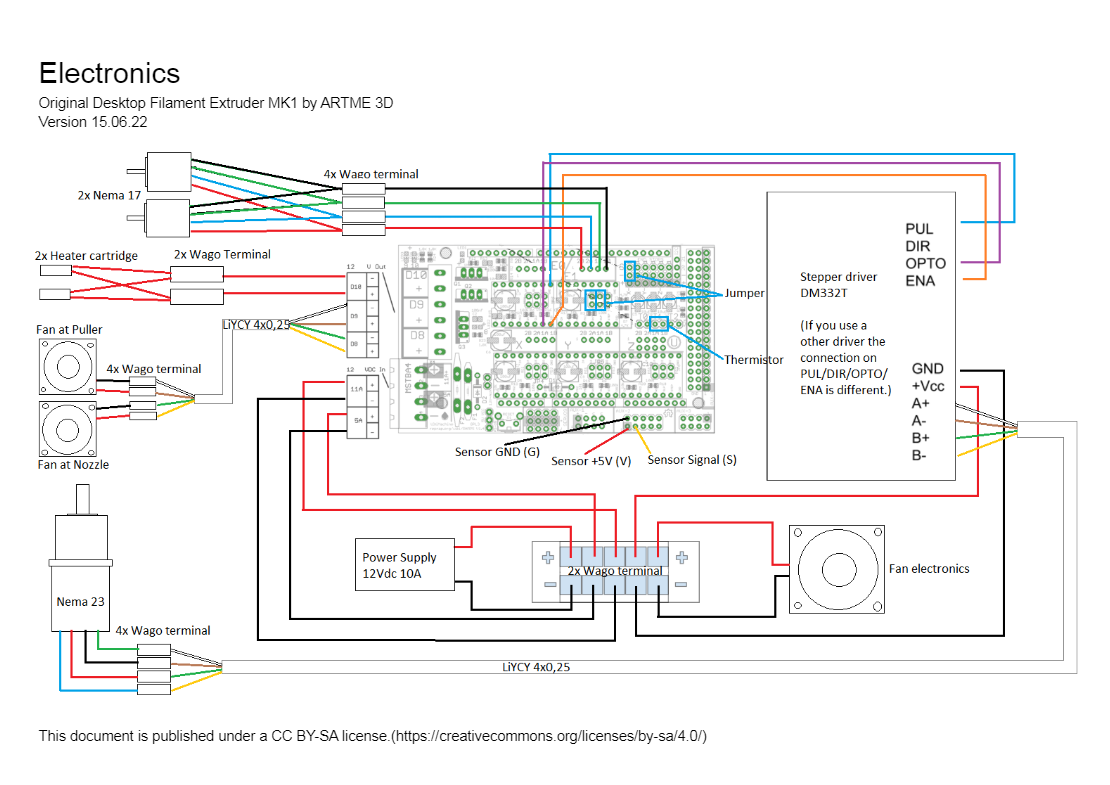 Electronics
Original Desktop Filament Extruder MK1 by ARTME 3D
Version 15.06.22
4x Wago terminal
2x Nema 17
2x Heater cartridge
2x Wago Terminal
12 V Out
D10
D9
D8
D10
D9
D8
LiYCY 4x0,25
Fan at Puller
4x Wago terminal
Fan at Nozzle
12 VDC In
11A
5A
Jumper
Thermistor
X
Y
Z
Sensor GND (G)
Sensor +5V (V)
Sensor Signal (S)
Stepper driver
DM332T
(If you use a
other driver the
connection on
PUL/DIR/OPTO/
ENA is different.)
PUL
DIR
OPTO
ENA
GND
+Vcc
A+
A-
B+
B-
Power Supply
12Vdc 10A
2x Wago terminal
Fan electronics
Nema 23
4x Wago terminal
LiYCY 4x0,25
This document is published under a CC BY-SA license.(https://creativecommons.org/licenses/by-sa/4.0/)